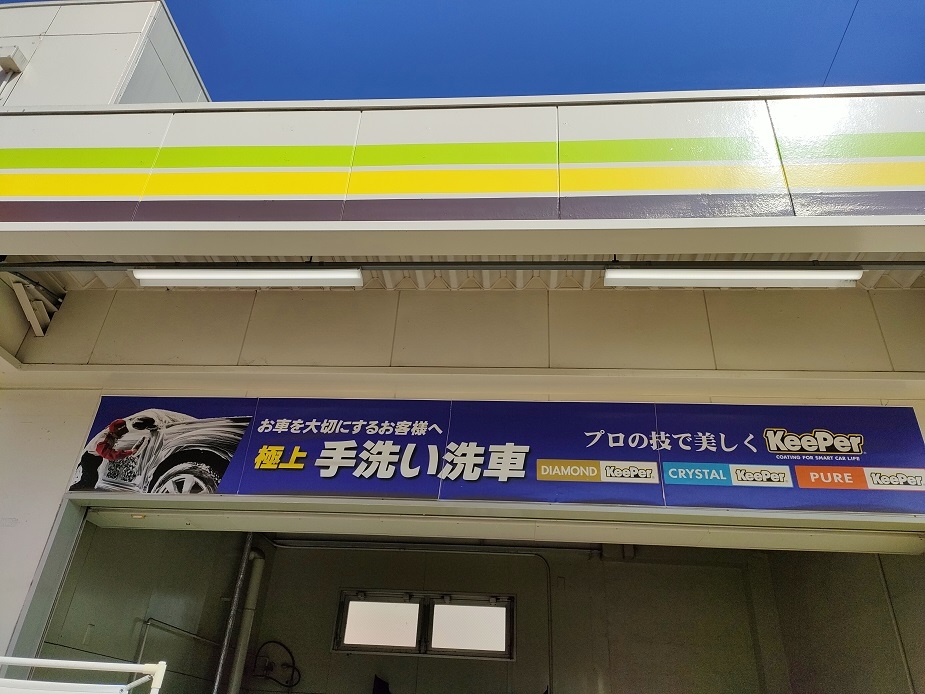 お車を大切にするお客様へ
極上 手洗い洗車
プロの技で美しく KeePer
COATING FOR SMART CAR LIFE
DIAMOND KeePer CRYSTAL KeePer PURE KeePer